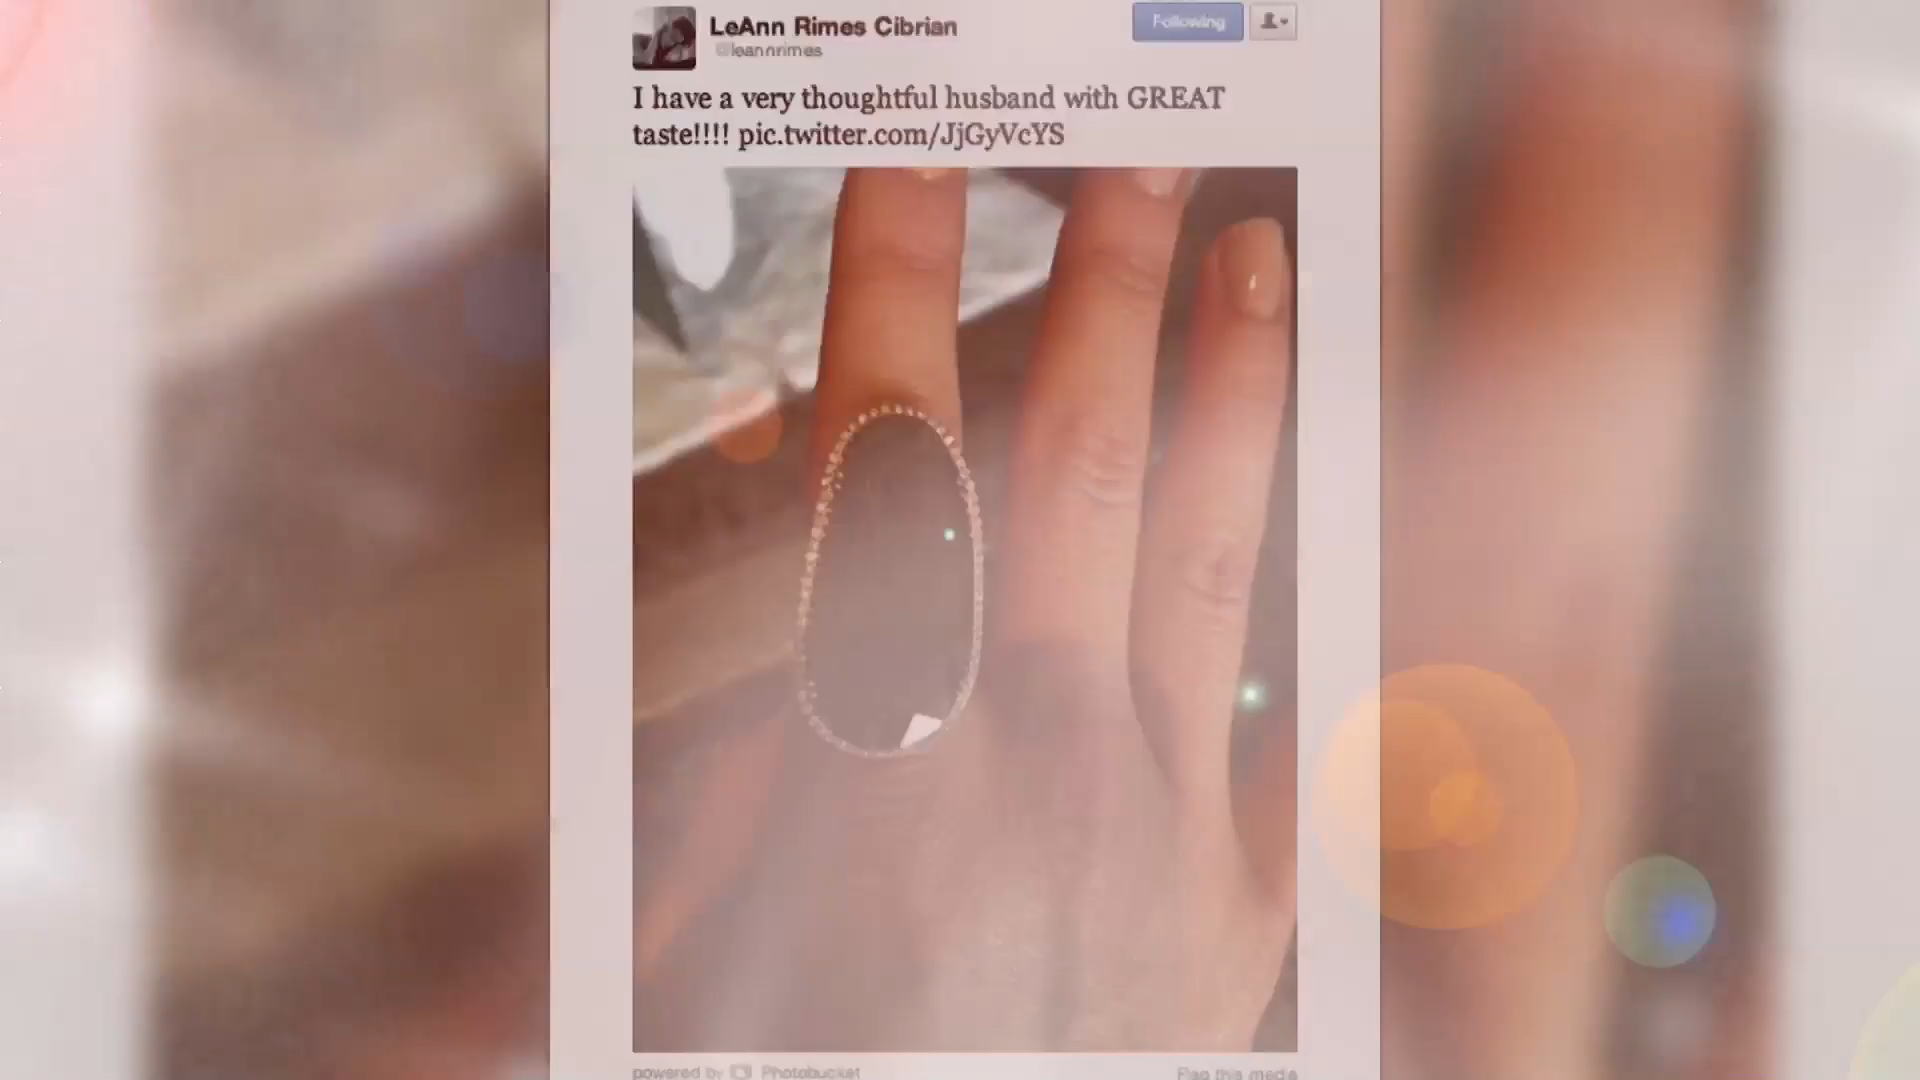 LeAnn Rimes Cibrian
Following
@leannrimes
I have a very thoughtful husband with GREAT
taste!!!! pic.twitter.com/JjGyVcYS
powered by Photobucket
Flag this media